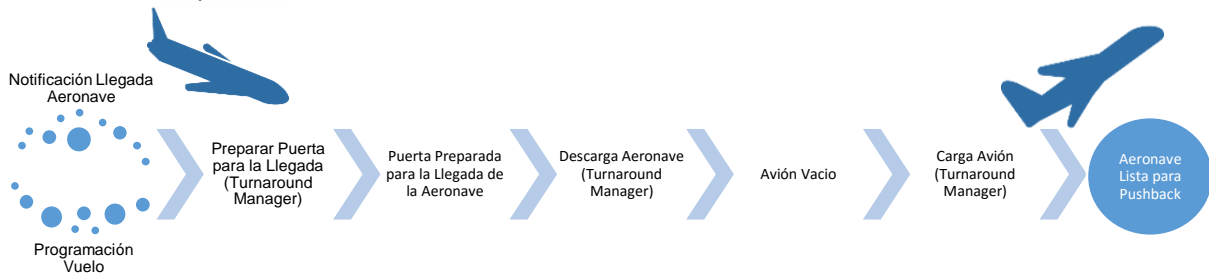 Notificación Llegada
Aeronave
Programación
Vuelo
Preparar Puerta
para la Llegada
(Turnaround
Manager)
Puerta Preparada
para la Llegada de
la Aeronave
Descarga Aeronave
(Turnaround
Manager)
Avión Vacio
Carga Avión
(Turnaround
Manager)
Aeronave
Lista para
Pushback